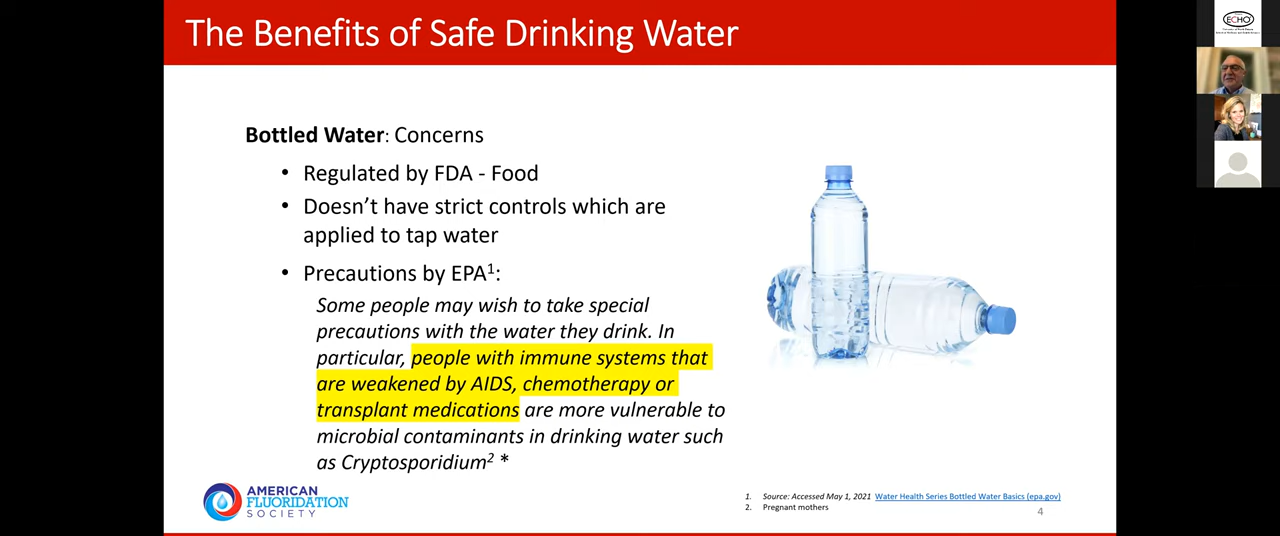 The Benefits of Safe Drinking Water
Bottled Water: Concerns
• Regulated by FDA - Food
• Doesn’t have strict controls which are
applied to tap water
• Precautions by EPA1:
Some people may wish to take special
precautions with the water they drink. In
particular, people with immune systems that
are weakened by AIDS, chemotherapy or
transplant medications are more vulnerable to
microbial contaminants in drinking water such
as Cryptosporidium2 *
AMERICAN
FLUORIDATION
SOCIETY
1. Source: Accessed May 1, 2021 Water Health Series Bottled Water Basics (epa.gov)
2. Pregnant mothers
4
ECHO